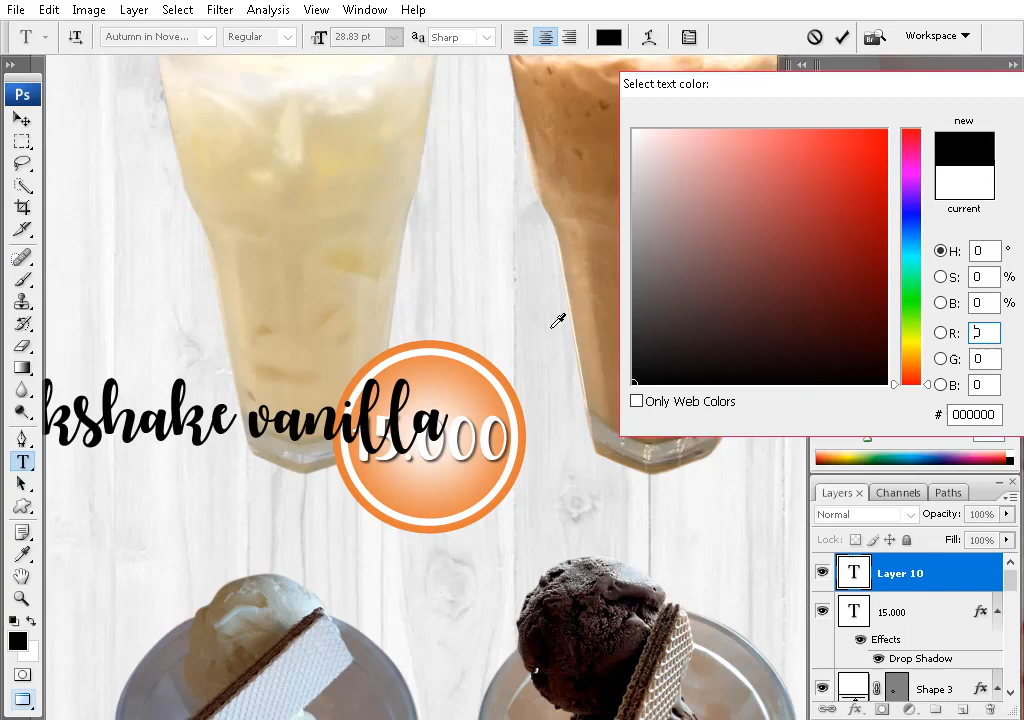 File Edit Image Layer Select Filter Analysis View Window Help
T Autumn in Nove... Regular 28.83 pt Sharp Workspace
Ps
Select text color:
new
current
H: 0 °
S: 0 %
B: 0 %
R:
G: 0
B: 0
Only Web Colors
# 000000
kshake vanilla
15.000
Layers × Channels Paths
Normal Opacity: 100%
Lock: Fill: 100%
T Layer 10
T 15.000 fx
Effects
Drop Shadow
Shape 3 fx